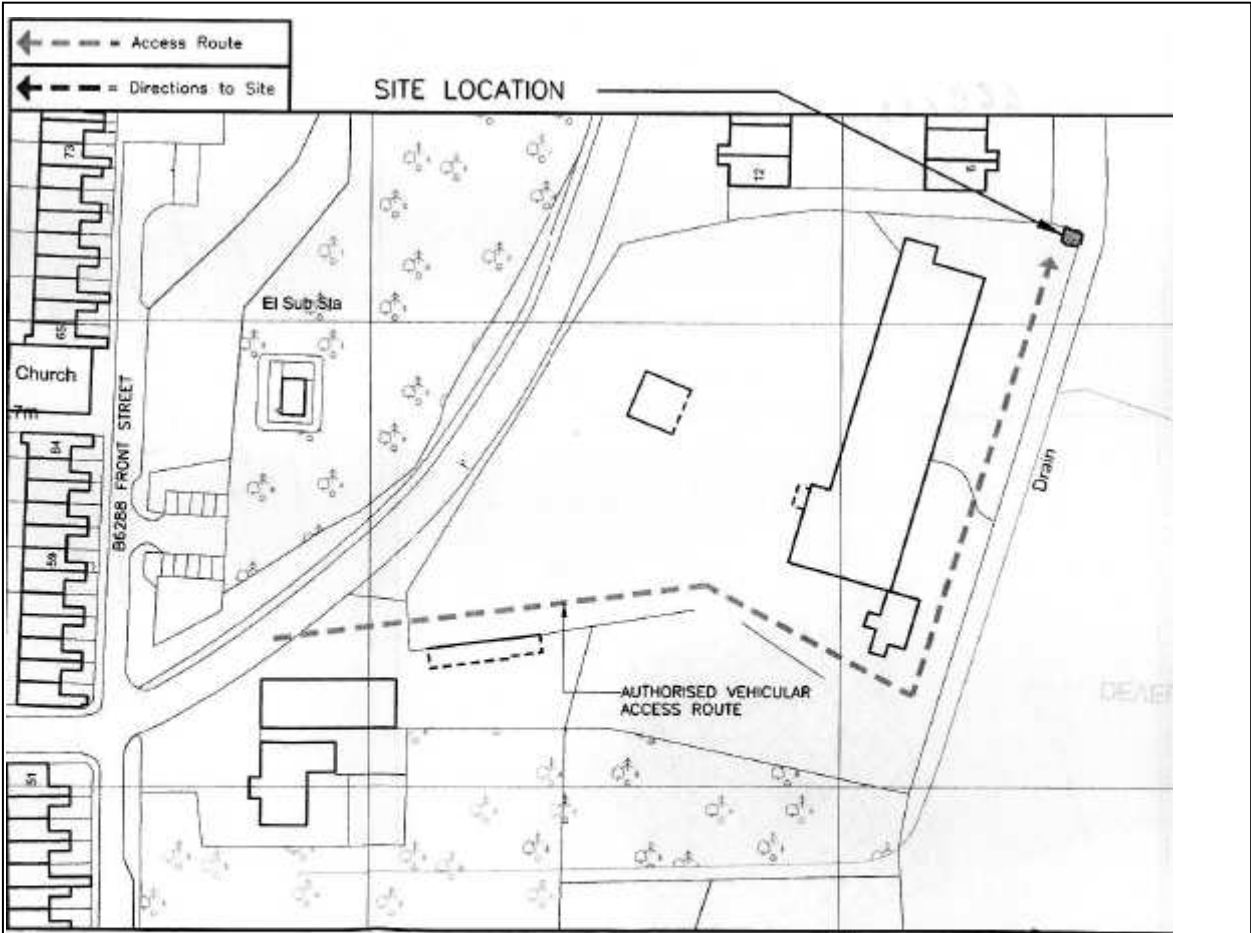 = Access Route
= Directions to Site
SITE LOCATION
73
12
El Sub Sta
65
Church
7m
64
B6288 FRONT STREET
59
Drain
AUTHORISED VEHICULAR
ACCESS ROUTE
51